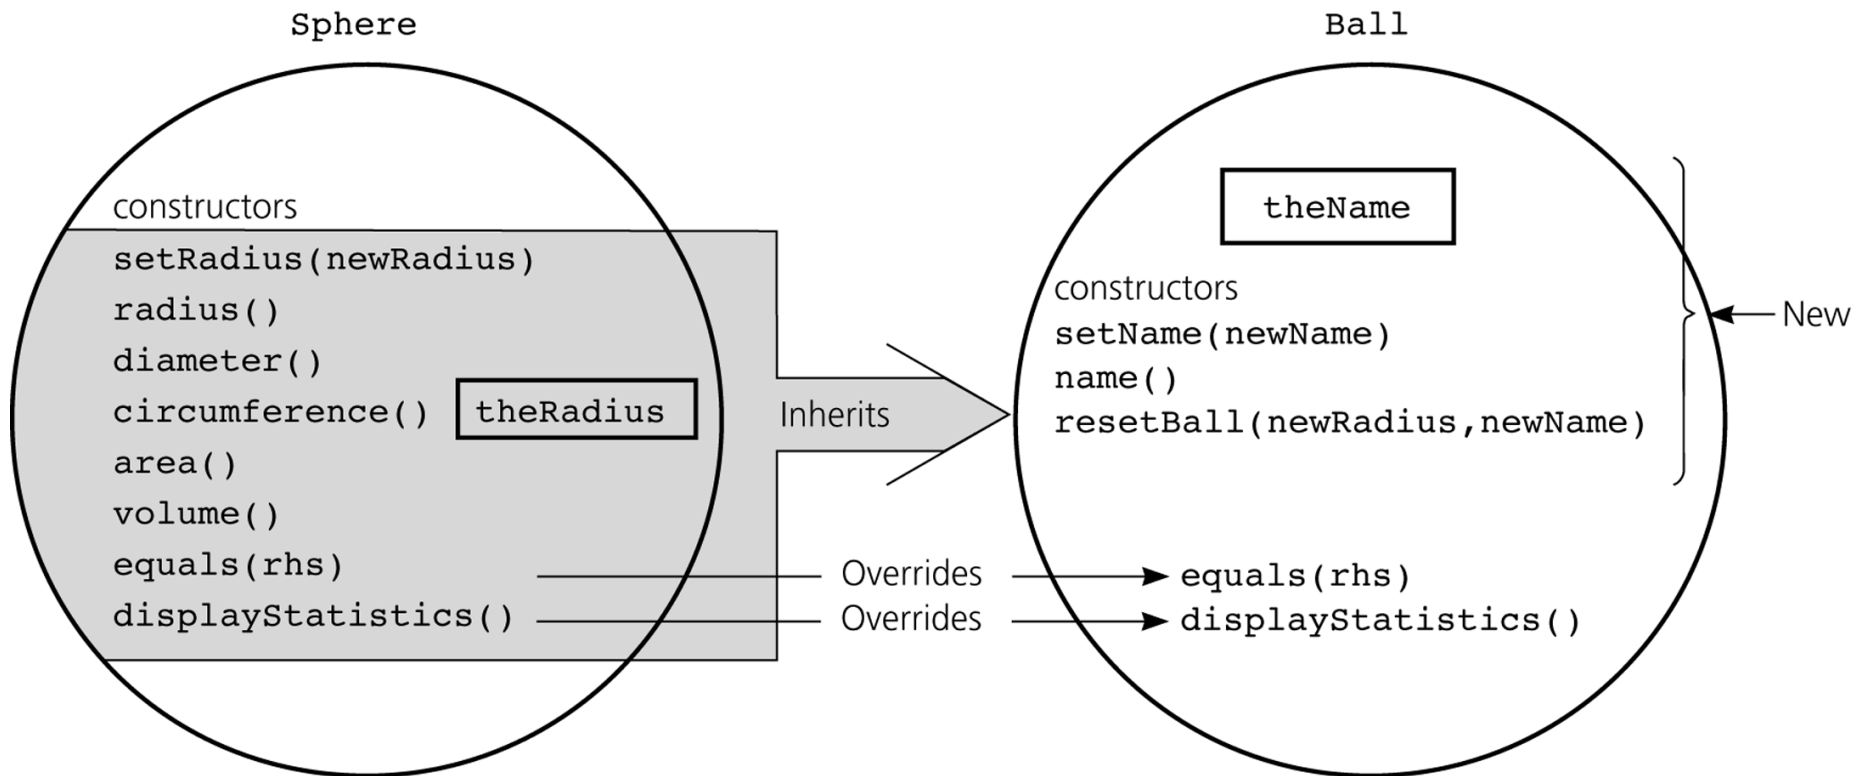 Sphere
constructors
setRadius(newRadius)
radius()
diameter()
circumference()
theRadius
area()
volume()
equals(rhs)
displayStatistics()
Inherits
Overrides
Overrides
Ball
theName
constructors
setName(newName)
name()
resetBall(newRadius,newName)
New
equals(rhs)
displayStatistics()